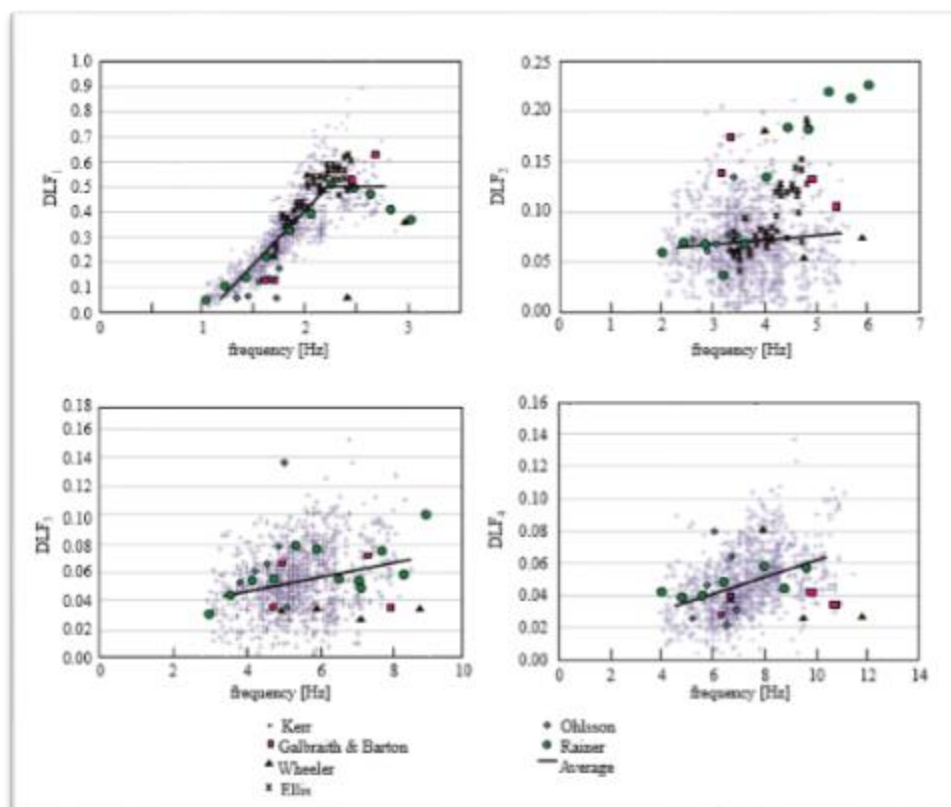 1.0
0.9
0.8
0.7
0.6
0.5
0.4
0.3
0.2
0.1
0.0
DLF₁
0 1 2 3
frequency [Hz]
0.25
0.20
0.15
0.10
0.05
0.00
DLF₂
0 1 2 3 4 5 6 7
frequency [Hz]
0.18
0.16
0.14
0.12
0.10
0.08
0.06
0.04
0.02
0.00
DLF₃
0 2 4 6 8 10
frequency [Hz]
0.16
0.14
0.12
0.10
0.08
0.06
0.04
0.02
0.00
DLF₄
0 2 4 6 8 10 12 14
frequency [Hz]
Kerr
Galbraith & Barton
Wheeler
Ellis
Ohlsson
Rainer
Average